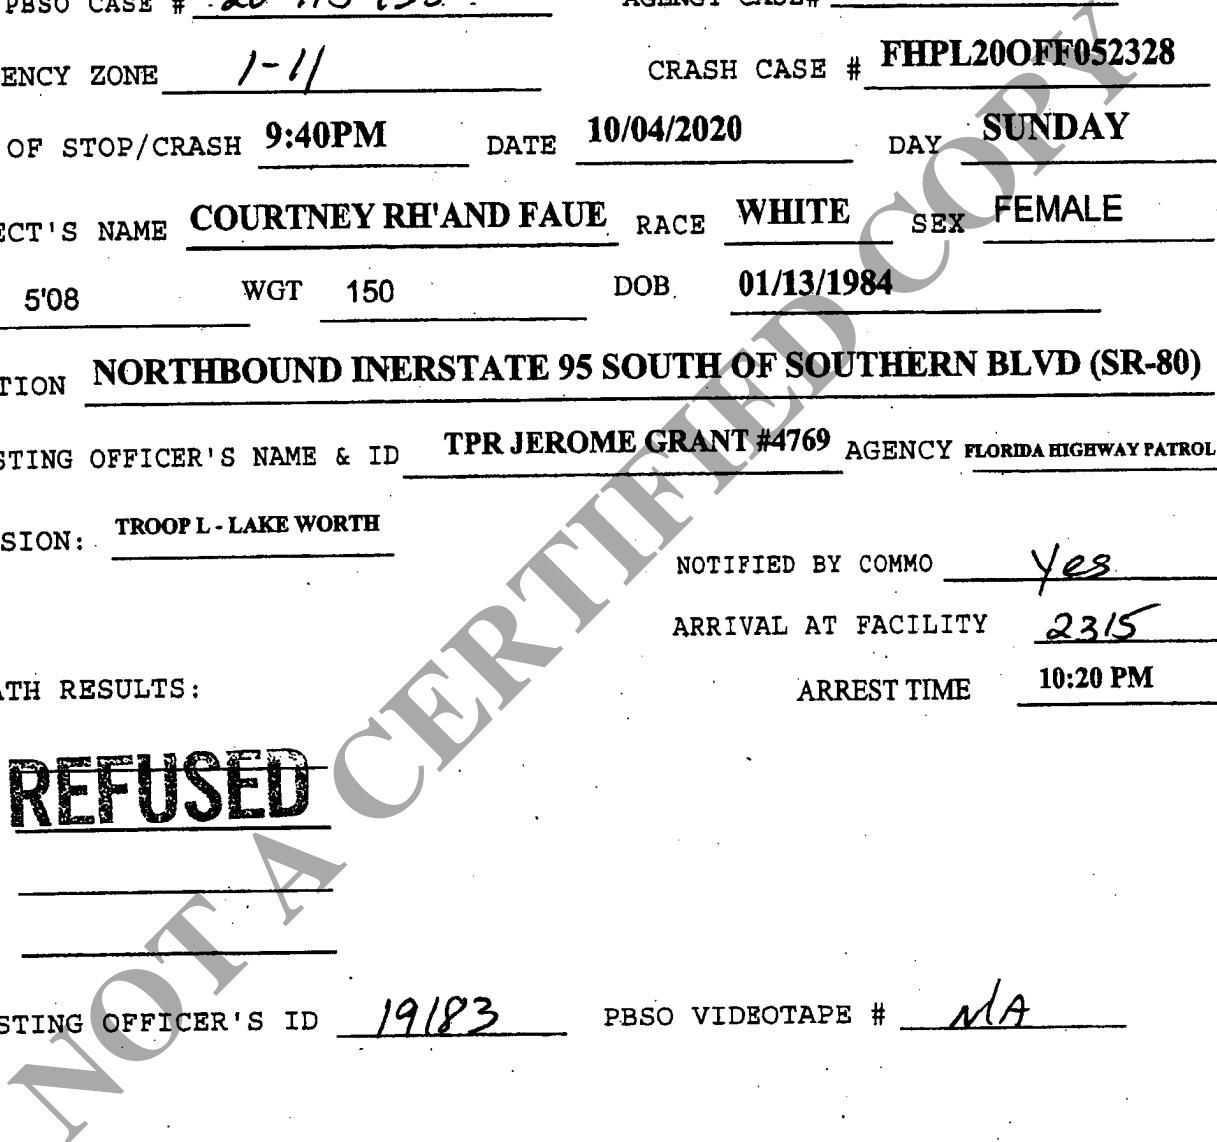 PBSO CASE #
AGENCY CASE#
ENCY ZONE 1-11 CRASH CASE # FHPL20OFF052328
OF STOP/CRASH 9:40PM DATE 10/04/2020 DAY SUNDAY
ECT'S NAME COURTNEY RH'AND FAUE RACE WHITE SEX FEMALE
5'08 WGT 150 DOB 01/13/1984
TION NORTHBOUND INERSTATE 95 SOUTH OF SOUTHERN BLVD (SR-80)
STING OFFICER'S NAME & ID TPR JEROME GRANT #4769 AGENCY FLORIDA HIGHWAY PATROL
SION: TROOP L - LAKE WORTH
NOTIFIED BY COMMO Yes
ARRIVAL AT FACILITY 2315
ATH RESULTS: ARREST TIME 10:20 PM
REFUSED
STING OFFICER'S ID 19183 PBSO VIDEOTAPE # N/A
NOT A CERTIFIED COPY